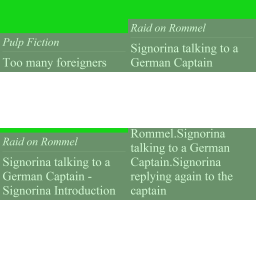 Pulp Fiction
Too many foreigners
Raid on Rommel
Signorina talking to a
German Captain
Raid on Rommel
Signorina talking to a
German Captain -
Signorina Introduction
Rommel.Signorina
talking to a German
Captain.Signorina
replying again to the
captain